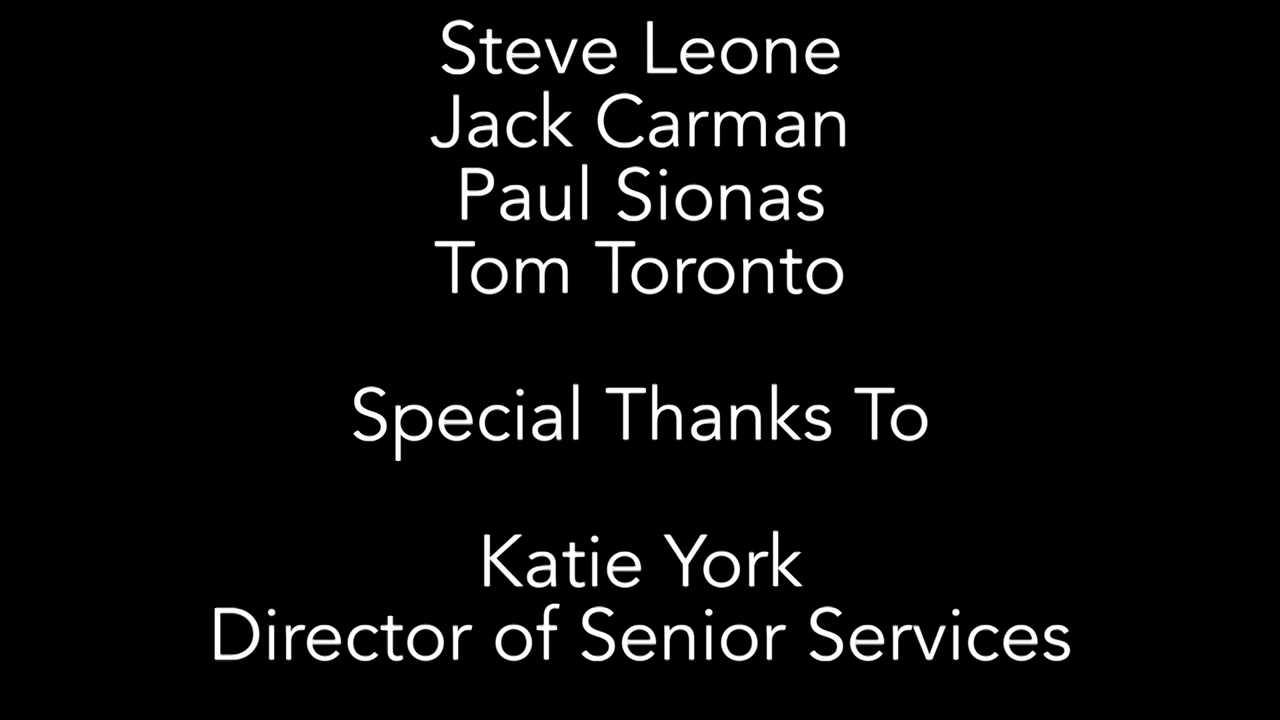 Steve Leone
Jack Carman
Paul Sionas
Tom Toronto
Special Thanks To
Katie York
Director of Senior Services